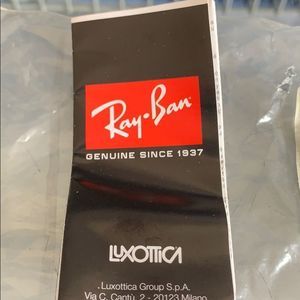 Ray-Ban
GENUINE SINCE 1937
LUXOTTICA
Luxottica Group S.p.A.
Via C. Cantù, 2 - 20123 Milano